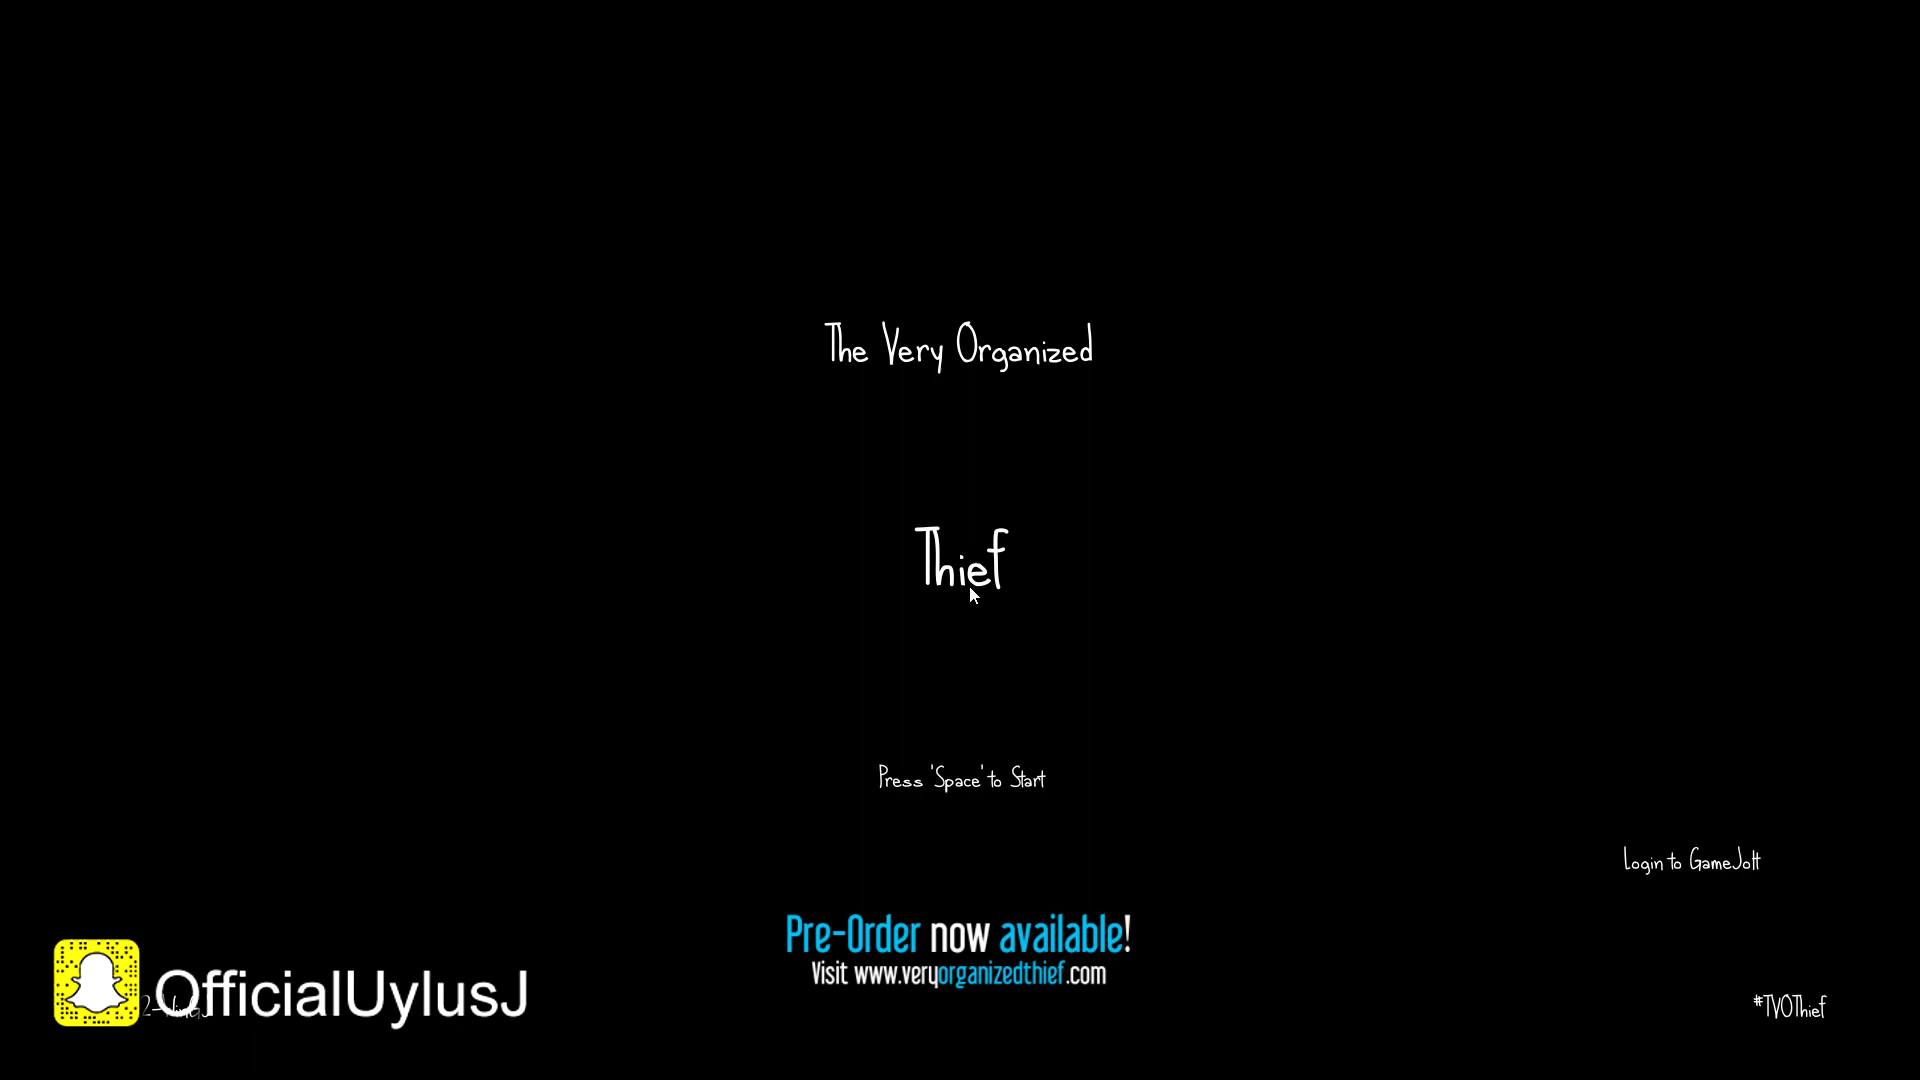 The Very Organized
Thief
Press 'Space' to Start
Login to GameJolt
Pre-Order now available!
Visit www.veryorganizedthief.com
OfficialUylusJ
#TVOThief